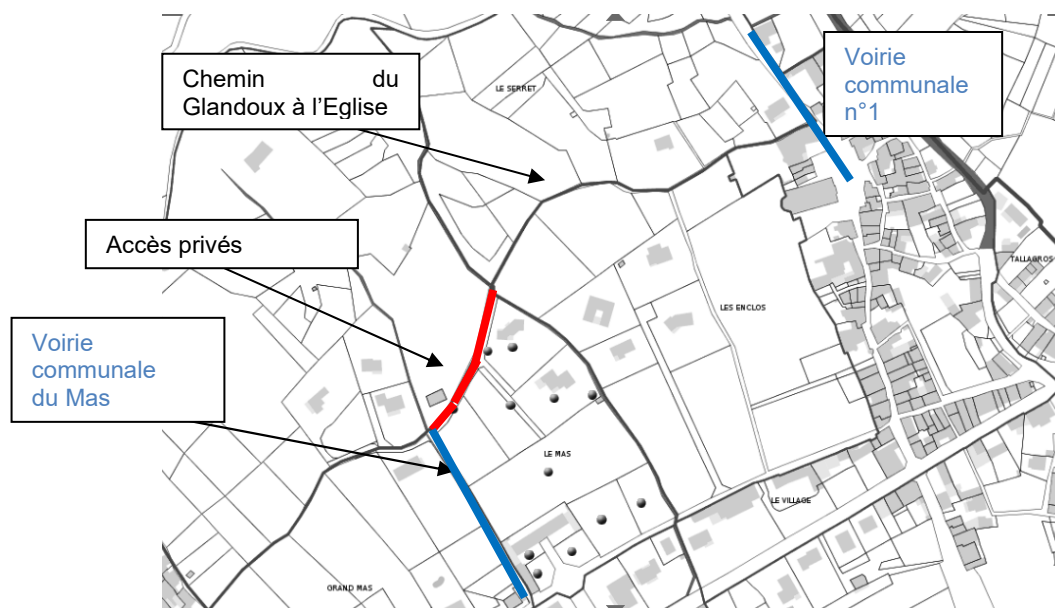 Chemin du
Glandoux à l’Eglise
Voirie
communale
n°1
LE SERRET
Accès privés
TALLAGROS
LES ENCLOS
Voirie
communale
du Mas
LE MAS
LE VILLAGE
GRAND MAS